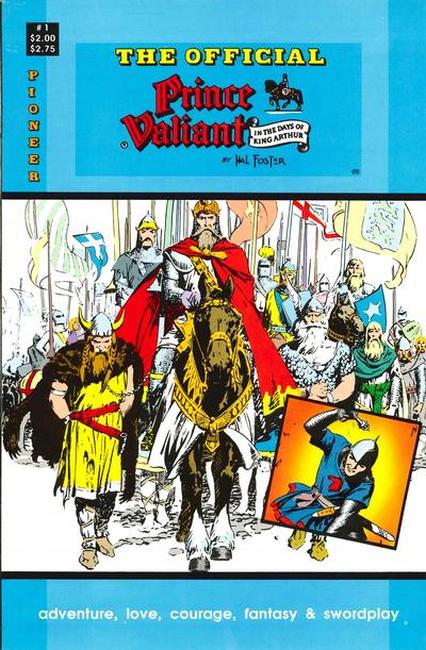 # 1
$2.00
$2.75
PIONEER
THE OFFICIAL
Prince
Valiant
IN THE DAYS OF
KING ARTHUR
BY HAL FOSTER
adventure, love, courage, fantasy & swordplay